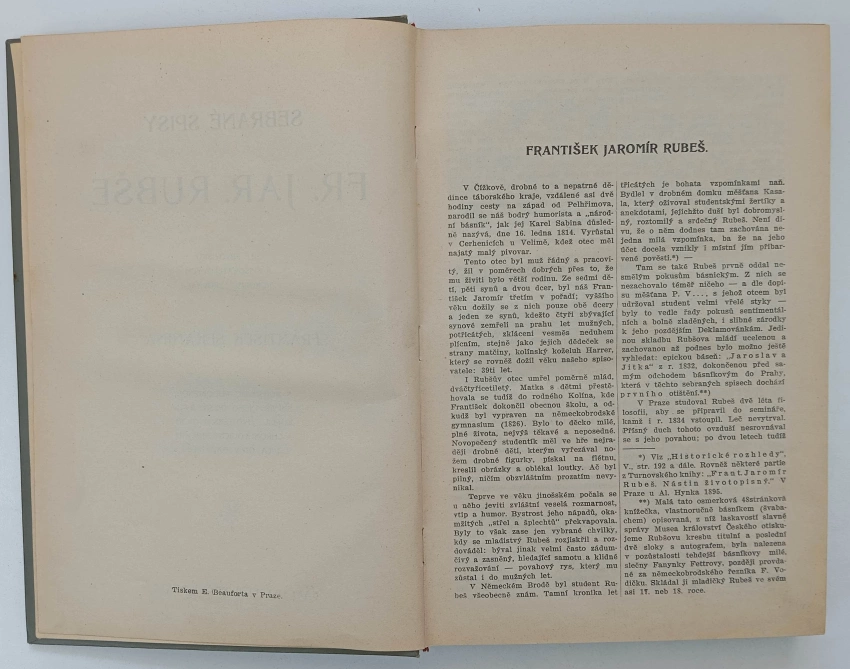 Tiskem E. Beauforta v Praze.
FRANTIŠEK JAROMÍR RUBEŠ.
V Čížkově, drobné to a nepatrné dě-
dince táborského kraje, vzdálené asi dvě
hodiny cesty na západ od Pelhřimova,
narodil se náš bodrý humorista a „národ-
ní básník“, jak jej Karel Sabina důsled-
ně nazývá, dne 16. ledna 1814. Vyrůstal
v Cerhenicích u Velimě, kdež otec měl
najatý malý pivovar.
Tento otec byl muž řádný a pracovi-
tý, žil v poměrech dobrých přes to, že
mu živiti bylo větší rodinu. Ze sedmi dě-
tí, pěti synů a dvou dcer, byl náš Fran-
tišek Jaromír třetím v pořadí; vyššího
věku dožily se z nich pouze obě dcery
a jeden se synů, kdežto čtyři zbývající
synové zemřeli na prahu let mužných,
potřicátých, skláceni vesměs neduhem
plicním, stejně jako jejich dědeček se
strany matčiny, kolínský koželuh Harrer,
který se rovněž dožil věku našeho spiso-
vatele: 39ti let.
I Rubšův otec umřel poměrně mlád,
dvaačtyřicetiletý. Matka s dětmi přestě-
hovala se tudíž do rodného Kolína, kde
František dokončil obecnou školu, a od-
kudž byl vypraven na německobrodské
gymnasium (1826). Bylo to děcko milé,
plné života, nejvýš těkavé a neposedné.
Novopečený studentík měl ve hře nejra-
ději drobné děti, kterým vyřezával no-
žem drobné figurky, pískal na flétnu,
kreslil obrázky a oblékal loutky. Ač byl
pilný, ničím obzvláštním prozatím nevy-
nikal.
Teprve ve věku jinošském počala se
u něho jeviti zvláštní veselá rozmarnost,
vtip a humor. Bystrost jeho nápadů, oka-
mžitých „střel a šplechtů“ překvapovala.
Byly to však zase jen vybrané chvilky,
kdy se mladistvý Rubeš rozjiskřil a roz-
dováděl: býval jinak velmi často zádum-
čivý a zasněný, hledající samotu a klidné
rozvažování — povahový rys, který mu
zůstal i do mužných let.
V Německém Brodě byl student Ru-
beš všeobecně znám. Tamní kronika let
třicátých je bohata vzpomínkami naň.
Bydlel v drobném domku měšťana Kasa-
la, který oživoval studentskými žertíky a
anekdotami, jejichžto duší byl dobromysl-
ný, roztomilý a srdečný Rubeš. Není di-
vu, že o něm dodnes tam zachována ne-
jedna milá vzpomínka, ba že na jeho
účet docela vznikly i místní jím přibar-
vené pověsti.*) —
Tam se také Rubeš prvně oddal ne-
smělým pokusům básnickým. Z nich se
nezachovalo téměř ničeho — a dle dopi-
su měšťana P. V...., s jehož otcem byl
udržoval student velmi vřelé styky —
byly to vedle řady pokusů sentimentál-
ních a bolně zladěných, i slibné zárodky
k jeho pozdějším Deklamovánkám. Jedi-
nou skladbu Rubšova mládí ucelenou a
zachovanou až podnes bylo možno ještě
vyhledat: epickou báseň: „Jaroslav a
Jitka“ z r. 1832, dokončenou před sa-
mým odchodem básníkovým do Prahy,
která v těchto sebraných spisech dochází
prvního otištění.**)
V Praze studoval Rubeš dvě léta fi-
losofii, aby se připravil do semináře,
kamž i r. 1834 vstoupil. Leč nevytrval.
Přísný duch tohoto ovzduší nesrovnával
se s jeho povahou; po dvou letech tudíž
*) Viz „Historické rozhledy“,
V., str. 192 a dále. Rovněž některé partie
z Turnovského knihy: „Frant. Jaromír
Rubeš. Nástin životopisný.“ V
Praze u Al. Hynka 1895.
**) Malá tato osmerková 48stránková
knížečka, vlastnoručně básníkem (švaba-
chem) opisovaná, z níž laskavostí slavné
správy Musea království Českého otisku-
jeme Rubšovu kresbu titulní a poslední
dvě sloky s autografem, byla nalezena
v pozůstalosti tehdejší básníkovy milé,
slečny Fanynky Fettrovy, později provda-
né za německobrodského řezníka F. Vo-
dičku. Skládal ji mladičký Rubeš ve svém
asi 17. neb 18. roce.